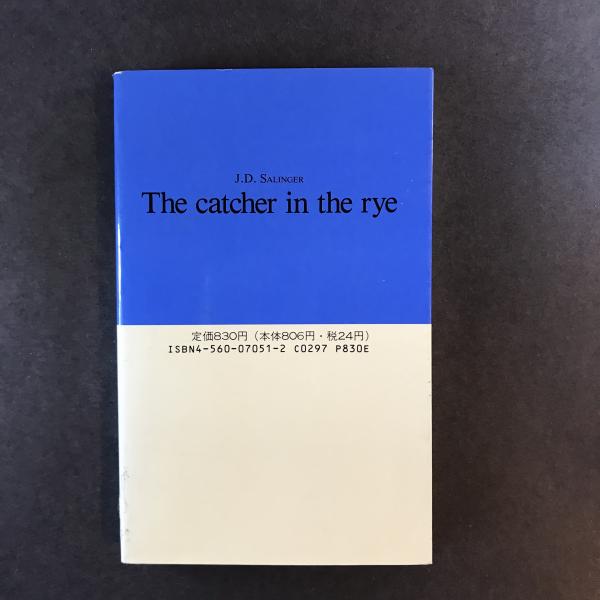 J.D. SALINGER
The catcher in the rye
定価830円（本体806円・税24円）
ISBN4-560-07051-2 C0297 P830E